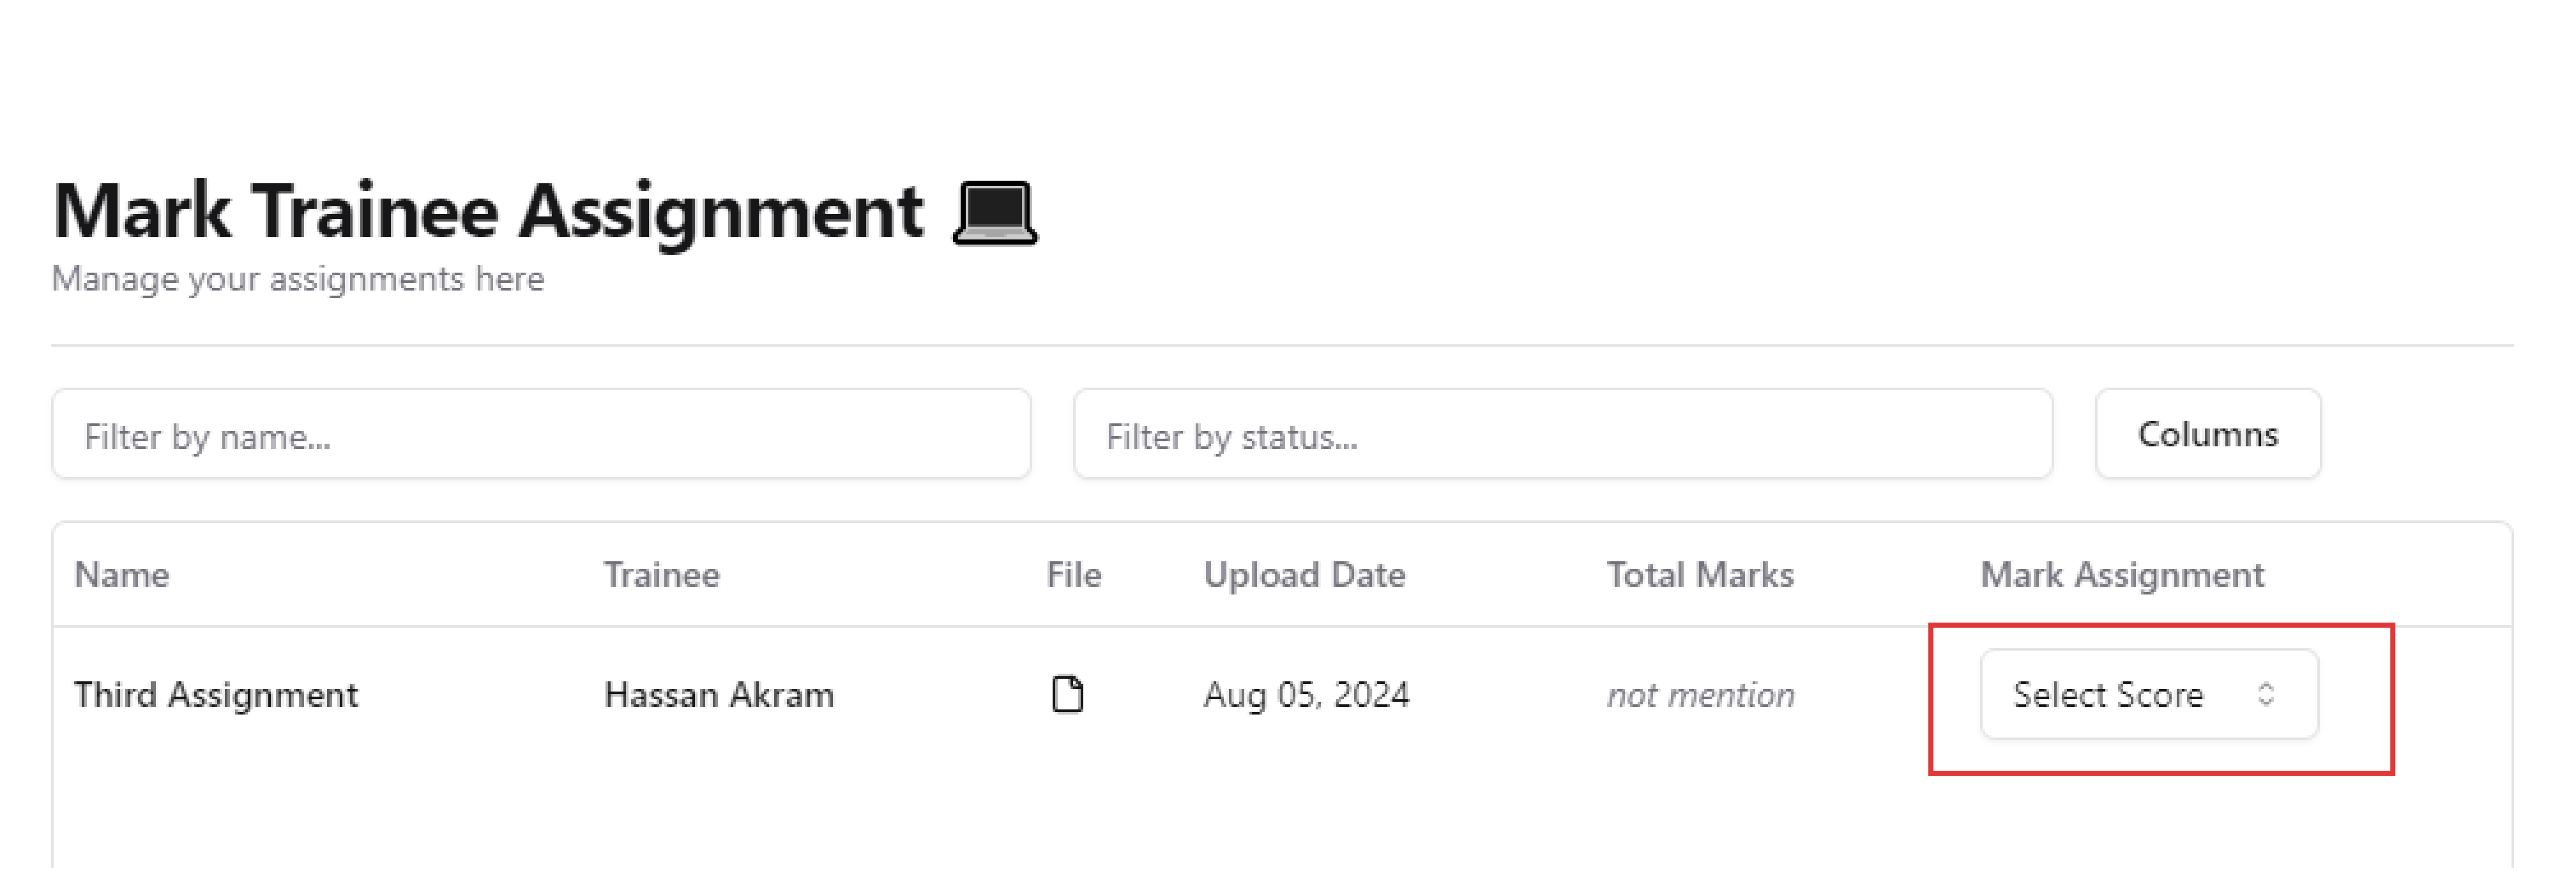 Mark Trainee Assignment 💻
Manage your assignments here
Filter by name...
Filter by status...
Columns
Name Trainee File Upload Date Total Marks Mark Assignment
Third Assignment Hassan Akram Aug 05, 2024 not mention Select Score